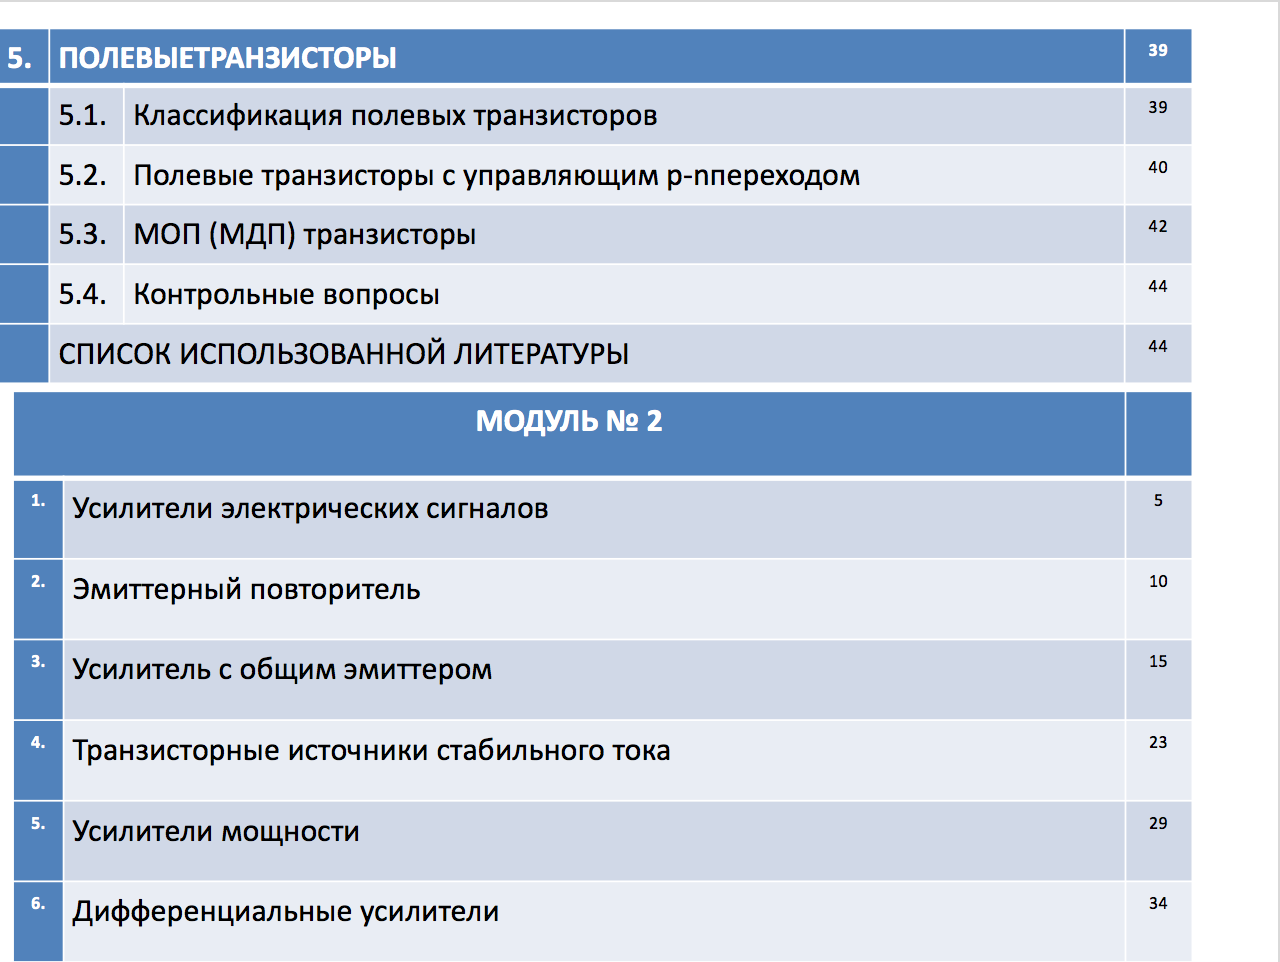 5. ПОЛЕВЫЕТРАНЗИСТОРЫ 39
5.1. Классификация полевых транзисторов 39
5.2. Полевые транзисторы с управляющим p-nпереходом 40
5.3. МОП (МДП) транзисторы 42
5.4. Контрольные вопросы 44
СПИСОК ИСПОЛЬЗОВАННОЙ ЛИТЕРАТУРЫ 44
МОДУЛЬ № 2
1. Усилители электрических сигналов 5
2. Эмиттерный повторитель 10
3. Усилитель с общим эмиттером 15
4. Транзисторные источники стабильного тока 23
5. Усилители мощности 29
6. Дифференциальные усилители 34